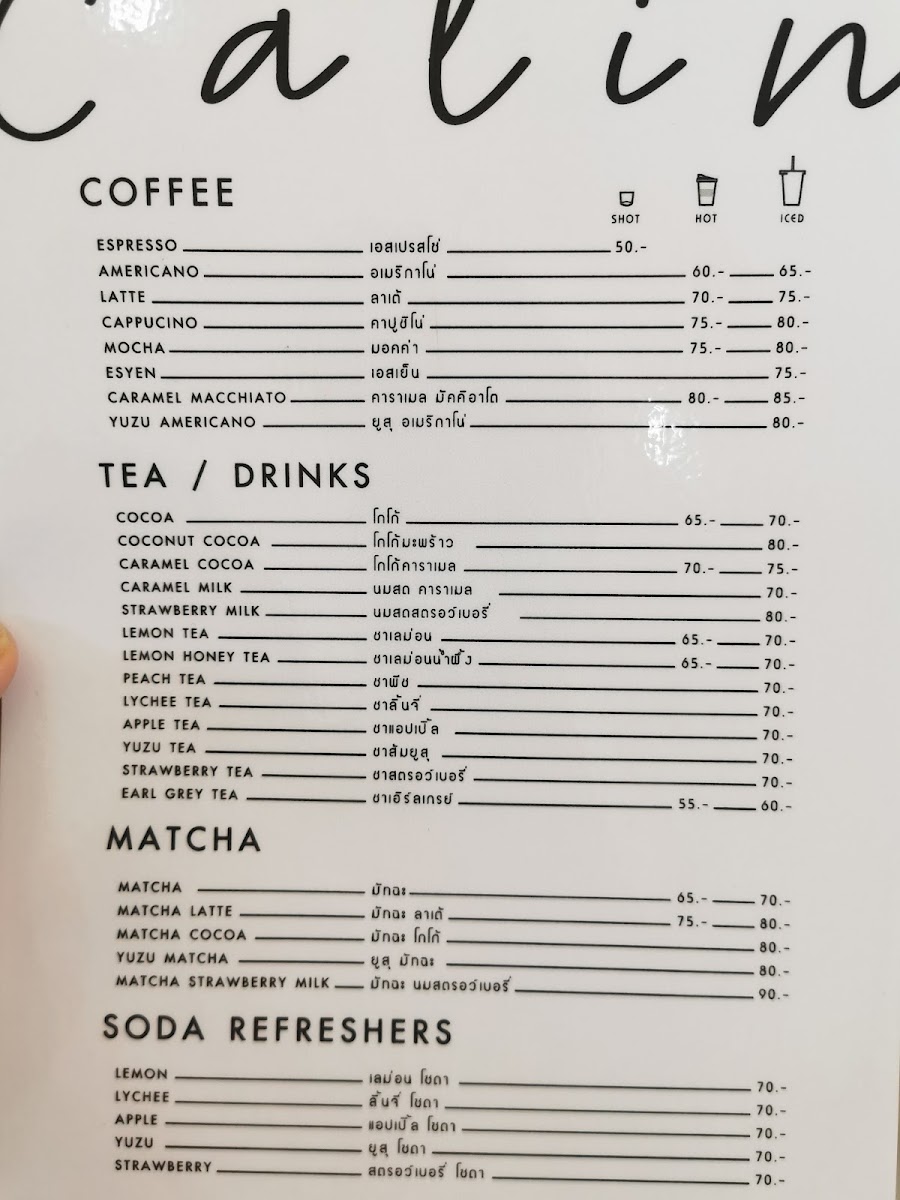 Calin
COFFEE
SHOT HOT ICED
ESPRESSO เอสเปรสโซ่ 50.-
AMERICANO อเมริกาโน่ 60.- 65.-
LATTE ลาเต้ 70.- 75.-
CAPPUCINO คาปูชิโน่ 75.- 80.-
MOCHA มอคค่า 75.- 80.-
ESYEN เอสเย็น 75.-
CARAMEL MACCHIATO คาราเมล มัคคิอาโต 80.- 85.-
YUZU AMERICANO ยูสุ อเมริกาโน่ 80.-
TEA / DRINKS
COCOA โกโก้ 65.- 70.-
COCONUT COCOA โกโก้มะพร้าว 80.-
CARAMEL COCOA โกโก้คาราเมล 70.- 75.-
CARAMEL MILK นมสด คาราเมล 70.-
STRAWBERRY MILK นมสดสตรอว์เบอรี่ 80.-
LEMON TEA ชาเลม่อน 65.- 70.-
LEMON HONEY TEA ชาเลม่อนน้ำผึ้ง 65.- 70.-
PEACH TEA ชาพีช 70.-
LYCHEE TEA ชาลิ้นจี่ 70.-
APPLE TEA ชาแอปเปิ้ล 70.-
YUZU TEA ชาส้มยูสุ 70.-
STRAWBERRY TEA ชาสตรอว์เบอรี่ 70.-
EARL GREY TEA ชาเอิร์ลเกรย์ 55.- 60.-
MATCHA
MATCHA มัทฉะ 65.- 70.-
MATCHA LATTE มัทฉะ ลาเต้ 75.- 80.-
MATCHA COCOA มัทฉะ โกโก้ 80.-
YUZU MATCHA ยูสุ มัทฉะ 80.-
MATCHA STRAWBERRY MILK มัทฉะ นมสตรอว์เบอรี่ 90.-
SODA REFRESHERS
LEMON เลม่อน โซดา 70.-
LYCHEE ลิ้นจี่ โซดา 70.-
APPLE แอปเปิ้ล โซดา 70.-
YUZU ยูสุ โซดา 70.-
STRAWBERRY สตรอว์เบอรี่ โซดา 70.-